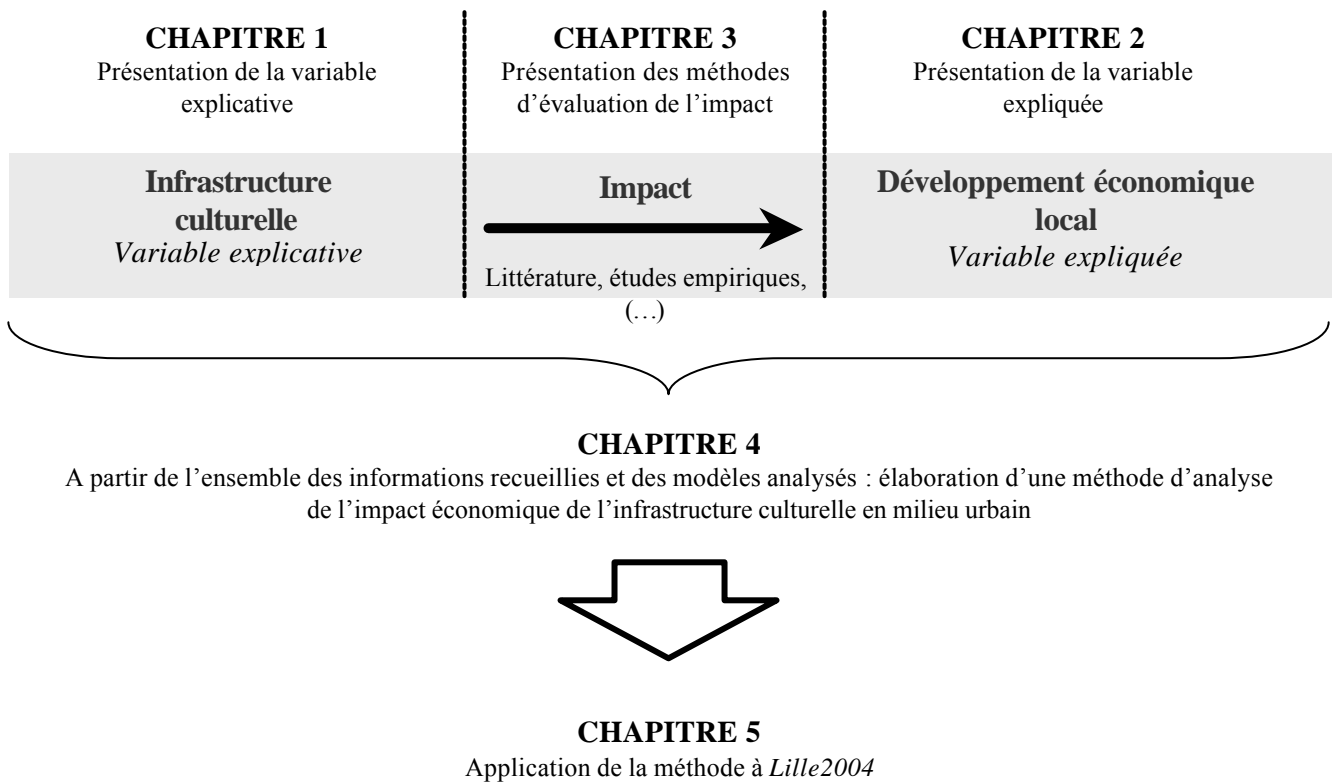 CHAPITRE 1
Présentation de la variable
explicative
CHAPITRE 3
Présentation des méthodes
d’évaluation de l’impact
CHAPITRE 2
Présentation de la variable
expliquée
Infrastructure
culturelle
Variable explicative
Impact
Littérature, études empiriques,
(…)
Développement économique
local
Variable expliquée
CHAPITRE 4
A partir de l’ensemble des informations recueillies et des modèles analysés : élaboration d’une méthode d’analyse
de l’impact économique de l’infrastructure culturelle en milieu urbain
CHAPITRE 5
Application de la méthode à Lille2004